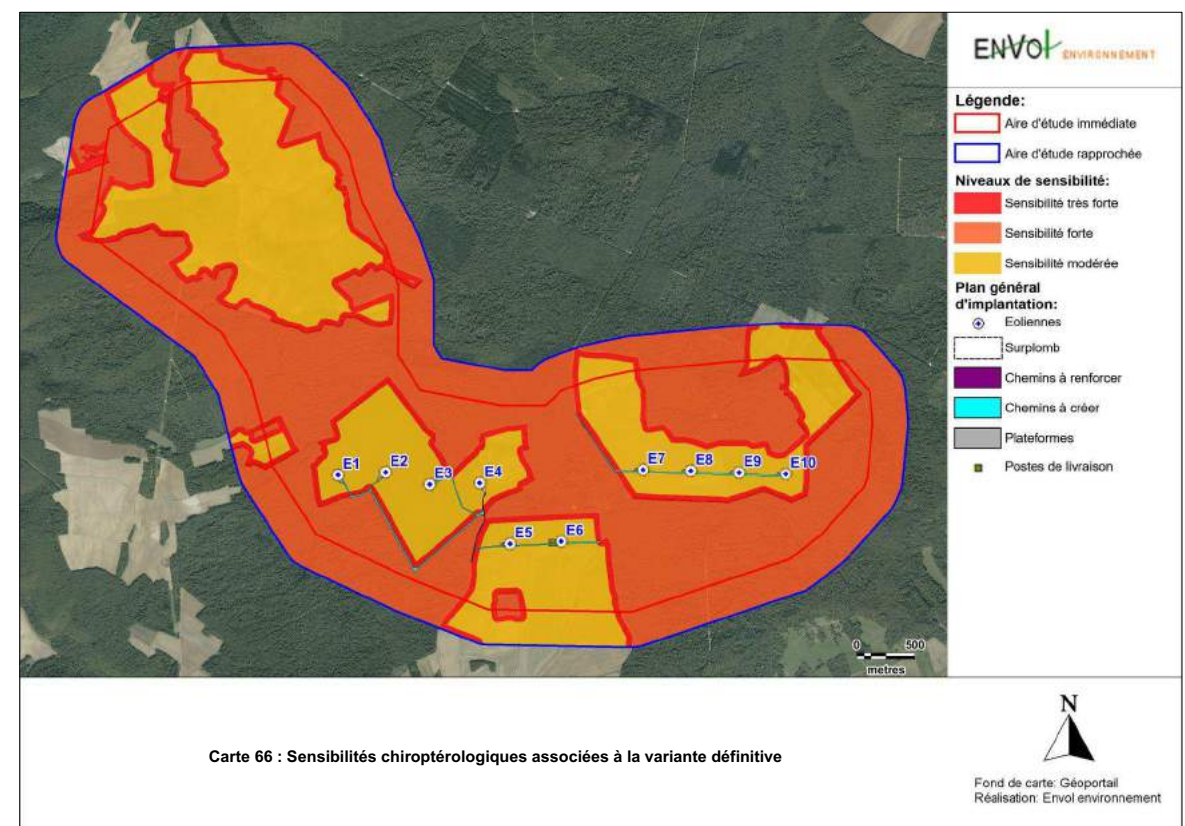 ENVOL ENVIRONNEMENT
Légende:
Aire d'étude immédiate
Aire d'étude rapprochée
Niveaux de sensibilité:
Sensibilité très forte
Sensibilité forte
Sensibilité modérée
Plan général
d'implantation:
Eoliennes
Surplomb
Chemins à renforcer
Chemins à créer
Plateformes
Postes de livraison
E1
E2
E3
E4
E5
E6
E7
E8
E9
E10
0 500
metres
Carte 66 : Sensibilités chiroptérologiques associées à la variante définitive
N
Fond de carte: Géoportail
Réalisation: Envol environnement